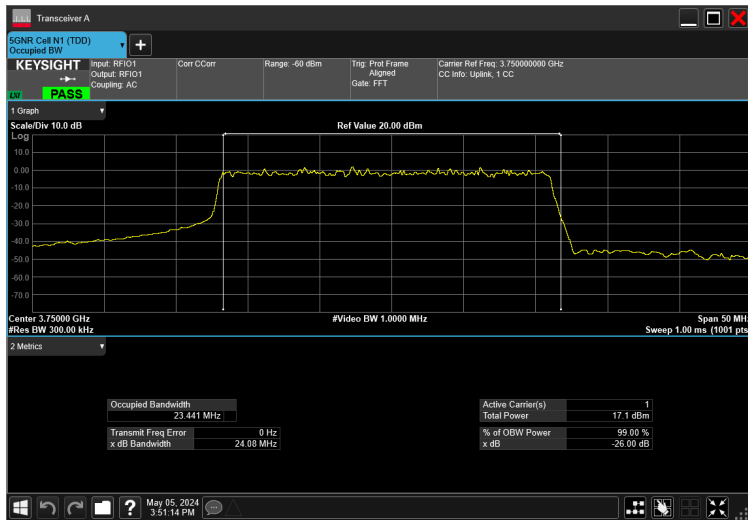 Transceiver A
5GNR Cell N1 (TDD)
Occupied BW
KEYSIGHT
LXI
PASS
Input: RFIO1
Output: RFIO1
Coupling: AC
Corr CCorr
Range: -60 dBm
Trig: Prot Frame
Aligned
Gate: FFT
Carrier Ref Freq: 3.750000000 GHz
CC Info: Uplink, 1 CC
1 Graph
Scale/Div 10.0 dB
Ref Value 20.00 dBm
Log
10.0
0.00
-10.0
-20.0
-30.0
-40.0
-50.0
-60.0
-70.0
Center 3.75000 GHz
#Video BW 1.0000 MHz
Span 50 MH
#Res BW 300.00 kHz
Sweep 1.00 ms (1001 pts
2 Metrics
Occupied Bandwidth
23.441 MHz
Transmit Freq Error 0 Hz
x dB Bandwidth 24.08 MHz
Active Carrier(s) 1
Total Power 17.1 dBm
% of OBW Power 99.00 %
x dB -26.00 dB
May 05, 2024
3:51:14 PM